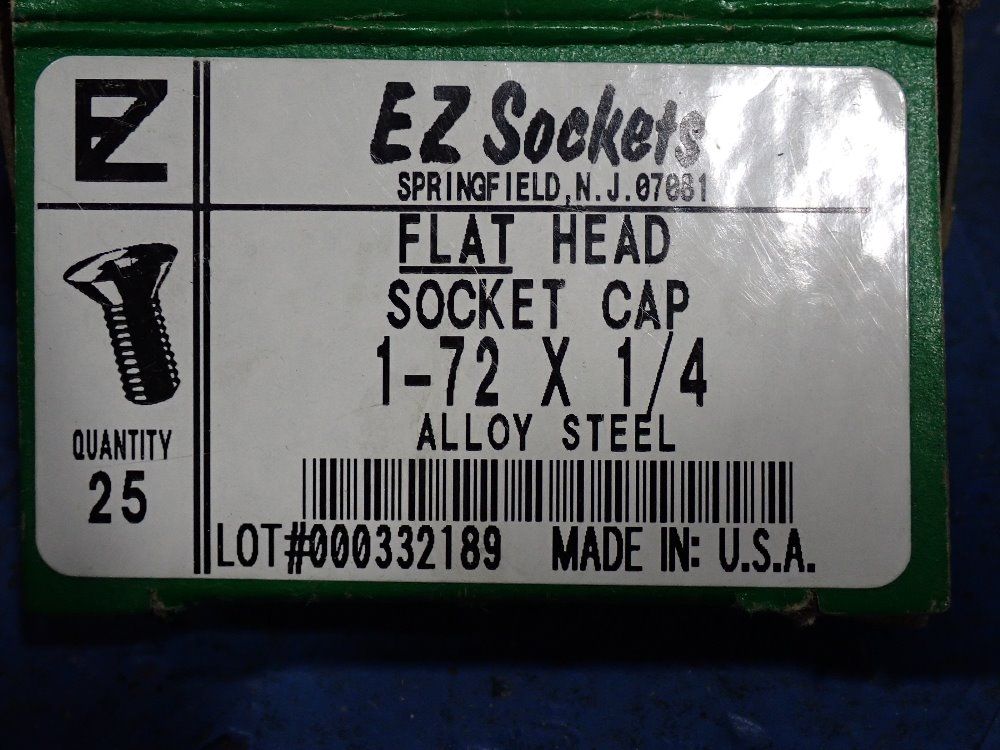 EZ
EZ Sockets
SPRINGFIELD, N.J. 07081
FLAT HEAD
SOCKET CAP
1-72 X 1/4
ALLOY STEEL
QUANTITY
25
LOT#000332189 MADE IN: U.S.A.